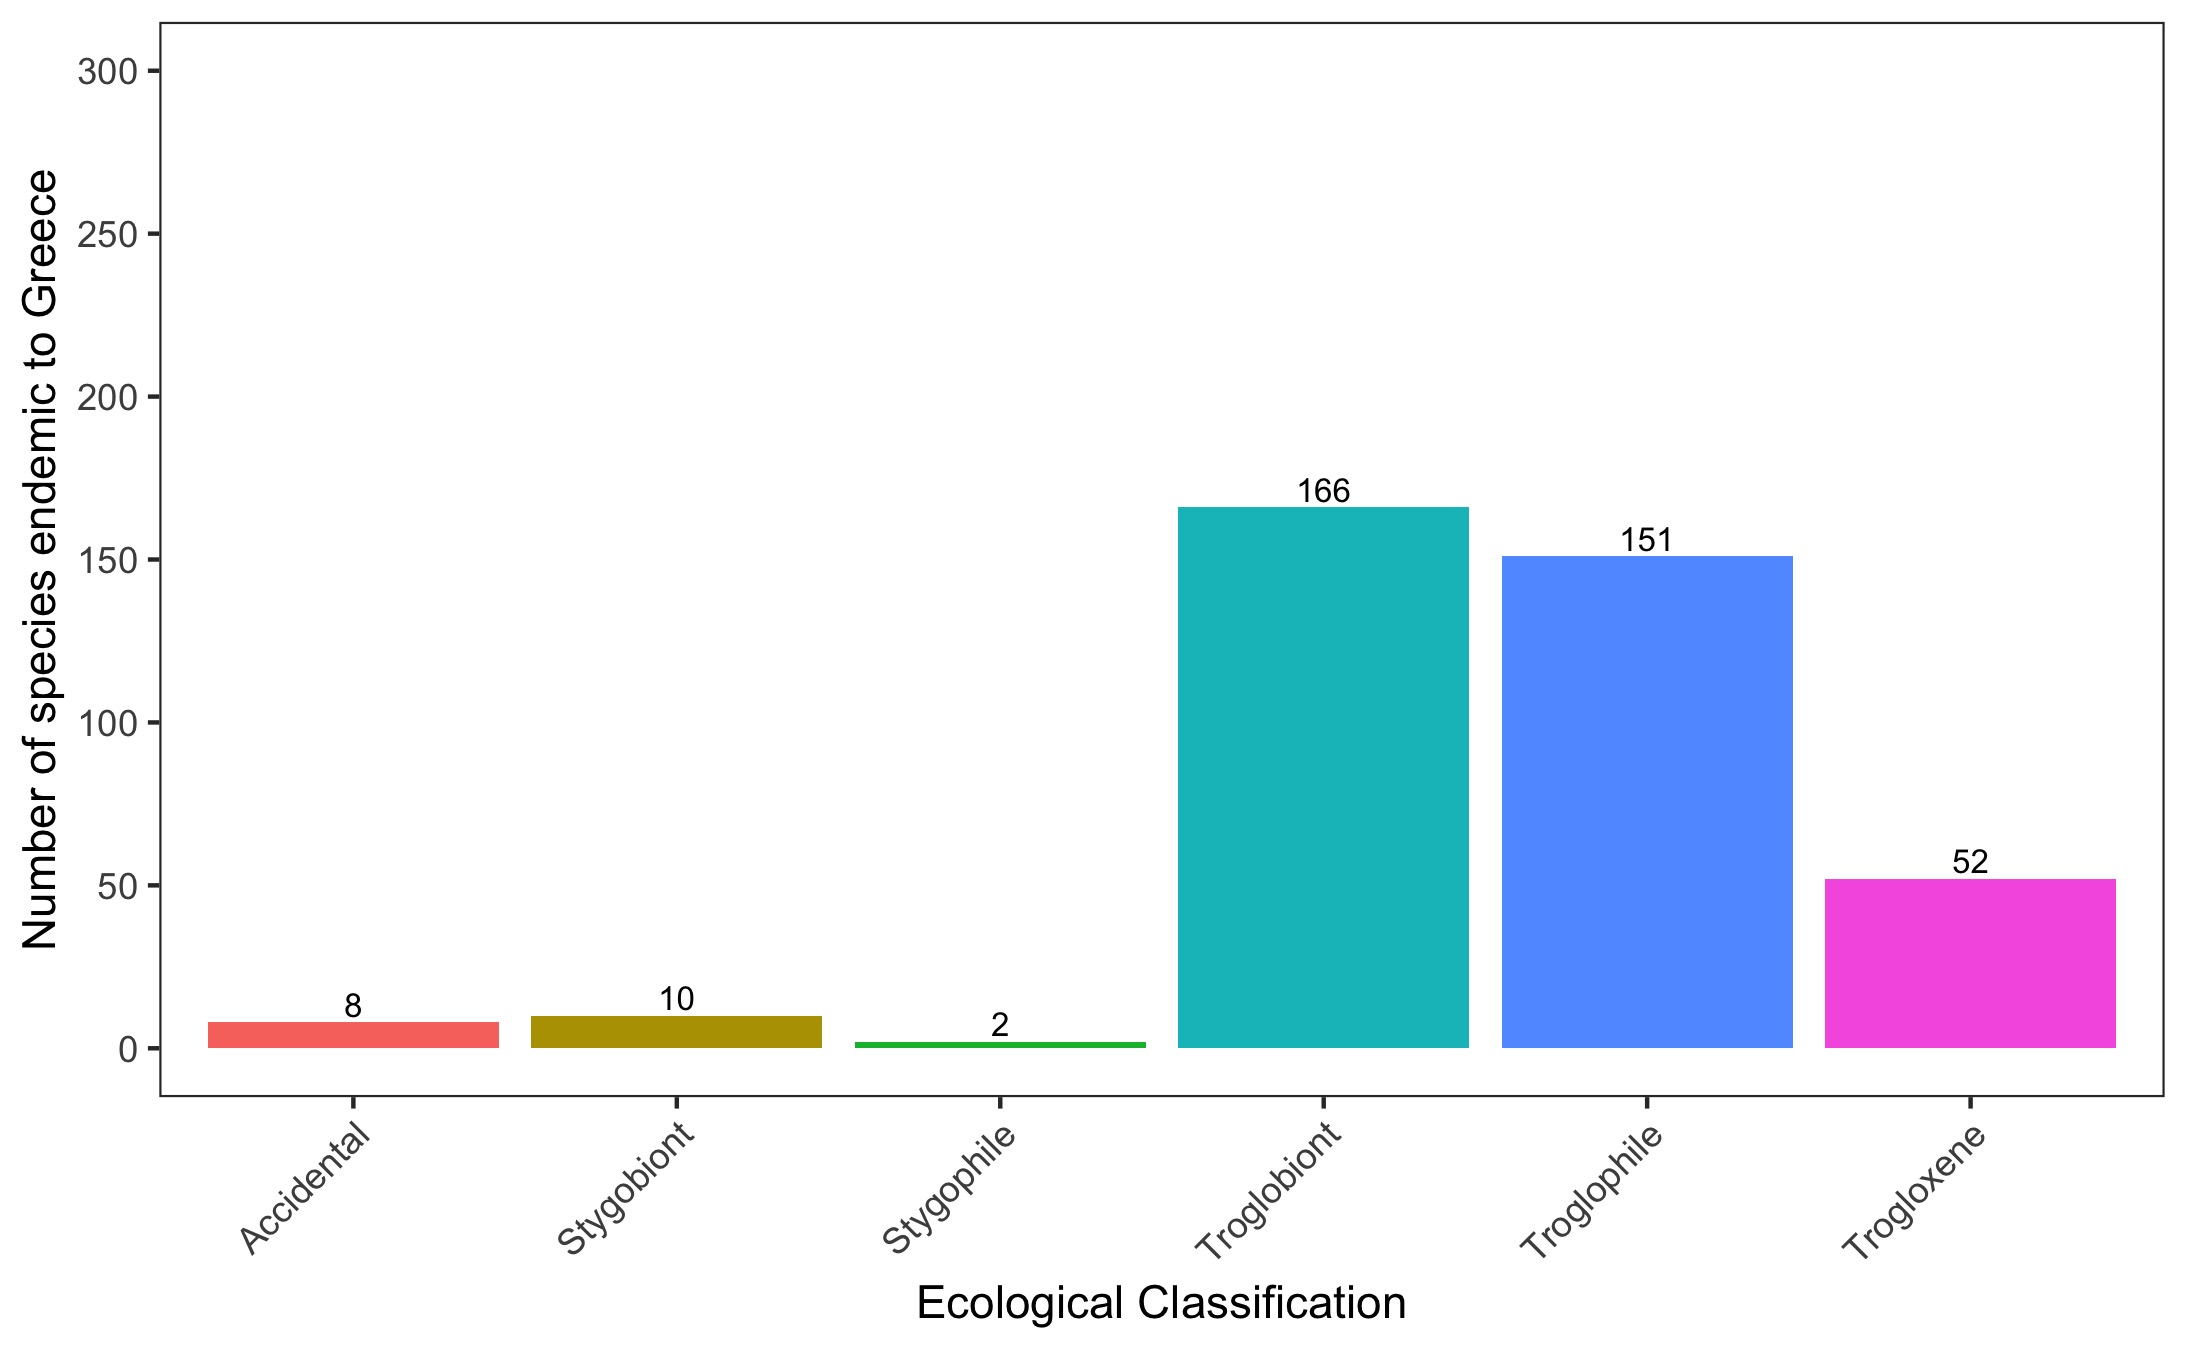 Number of species endemic to Greece
300
250
200
150
100
50
0
8
10
2
166
151
52
Accidental
Stygobiont
Stygophile
Troglobiont
Troglophile
Trogloxene
Ecological Classification